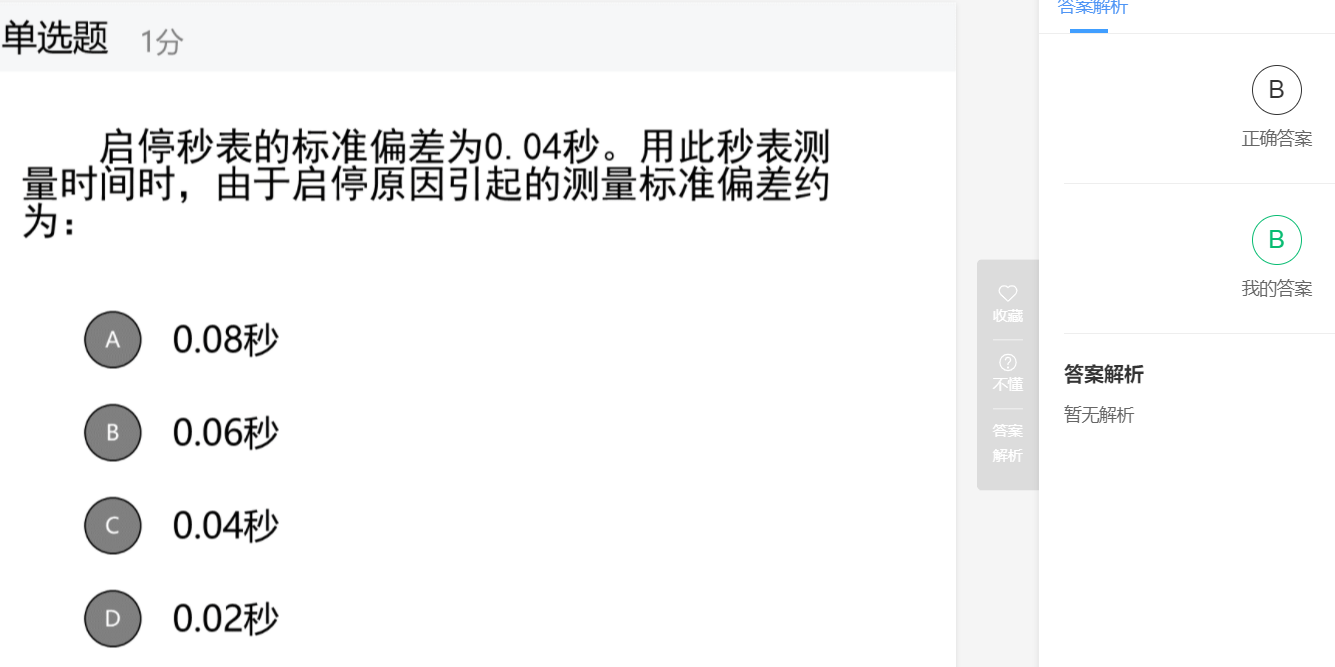 单选题 1分
启停秒表的标准偏差为0.04秒。用此秒表测
量时间时，由于启停原因引起的测量标准偏差约
为：
A 0.08秒
B 0.06秒
C 0.04秒
D 0.02秒
收藏
不懂
答案
解析
答案解析
B
正确答案
B
我的答案
答案解析
暂无解析